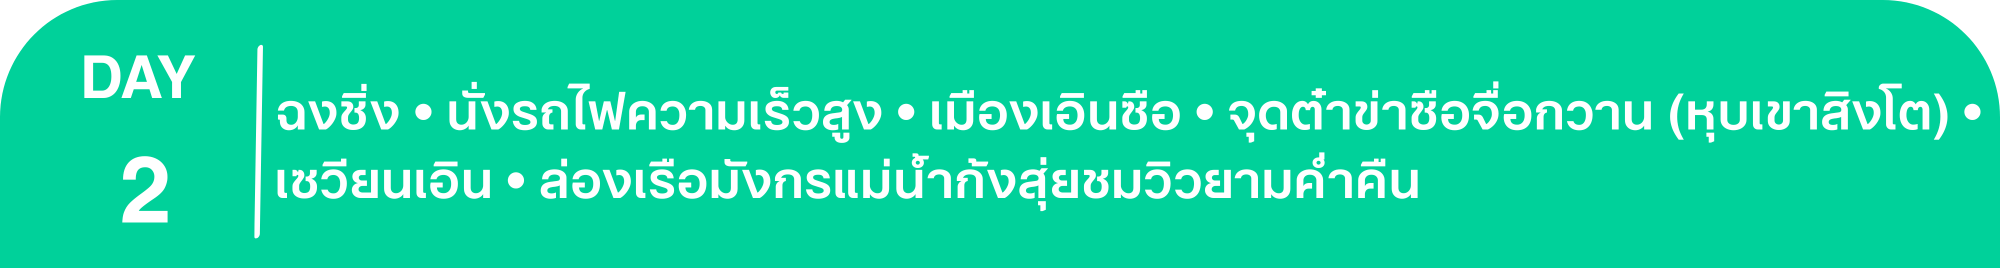 DAY
2
ฉงชิ่ง • นั่งรถไฟความเร็วสูง • เมืองเอินซือ • จุดต๋าข่าซือจื่อกวาน (หุบเขาสิงโต) •
เซวียนเอิน • ล่องเรือมังกรแม่น้ำก้งสุ่ยชมวิวยามค่ำคืน